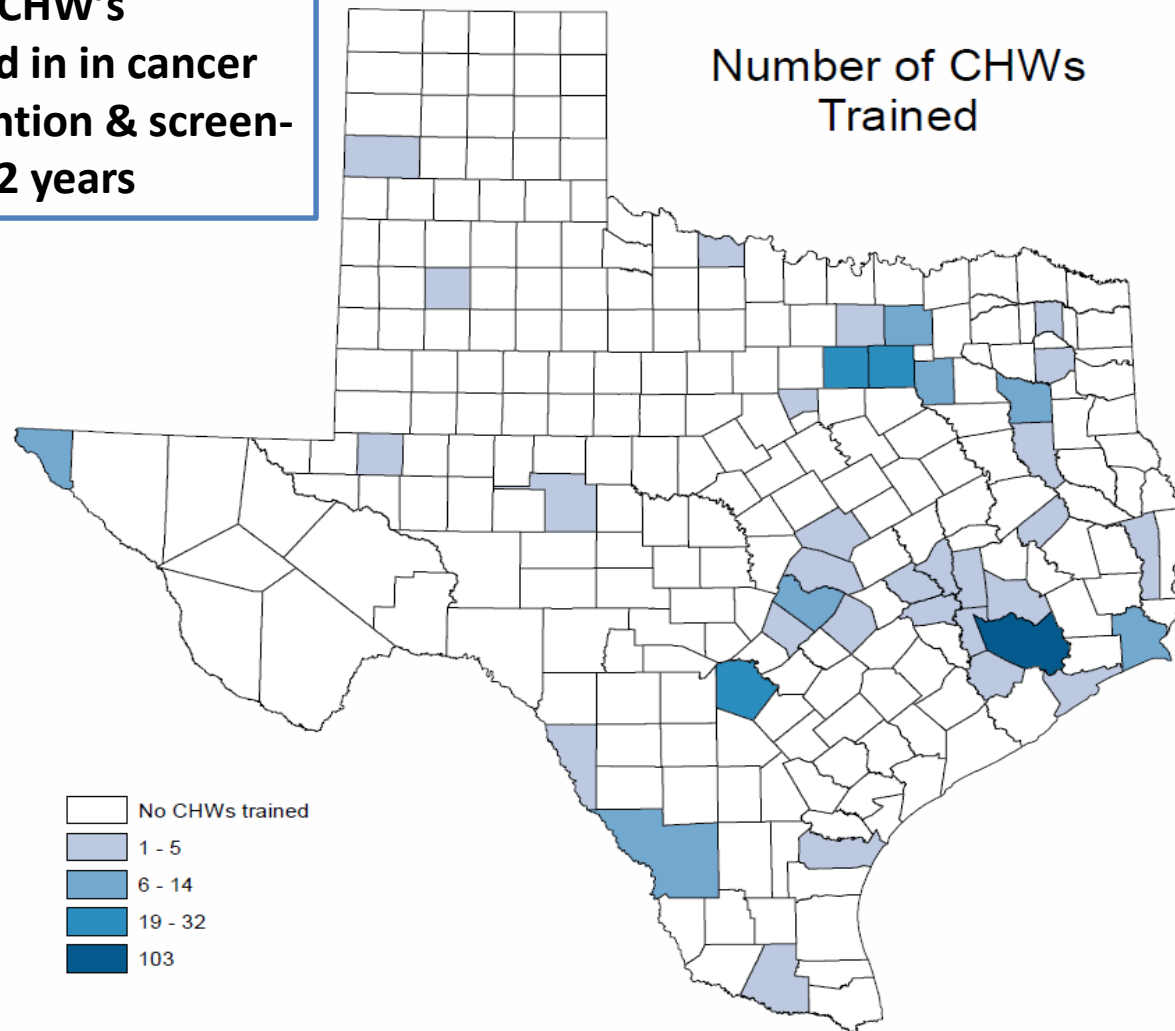 CHW's
d in in cancer
ntion & screen-
2 years
Number of CHWs
Trained
No CHWs trained
1 - 5
6 - 14
19 - 32
103